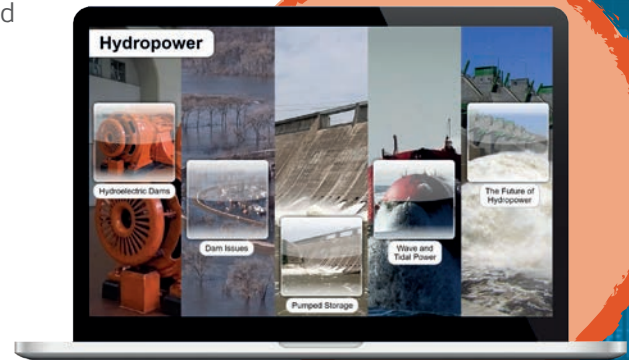 d
Hydropower
Hydroelectric Dams
Dam Issues
Pumped Storage
Wave and
Tidal Power
The Future of
Hydropower